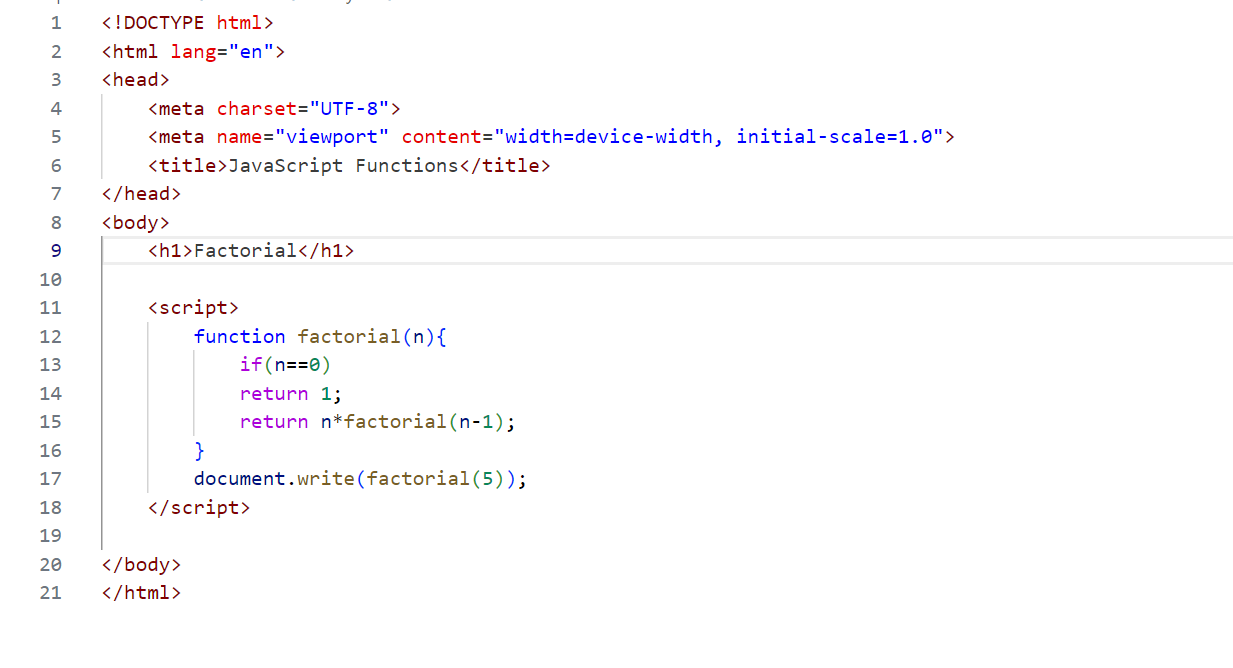 1 <!DOCTYPE html>
2 <html lang="en">
3 <head>
4     <meta charset="UTF-8">
5     <meta name="viewport" content="width=device-width, initial-scale=1.0">
6     <title>JavaScript Functions</title>
7 </head>
8 <body>
9     <h1>Factorial</h1>
10
11     <script>
12         function factorial(n){
13             if(n==0)
14             return 1;
15             return n*factorial(n-1);
16         }
17         document.write(factorial(5));
18     </script>
19
20 </body>
21 </html>